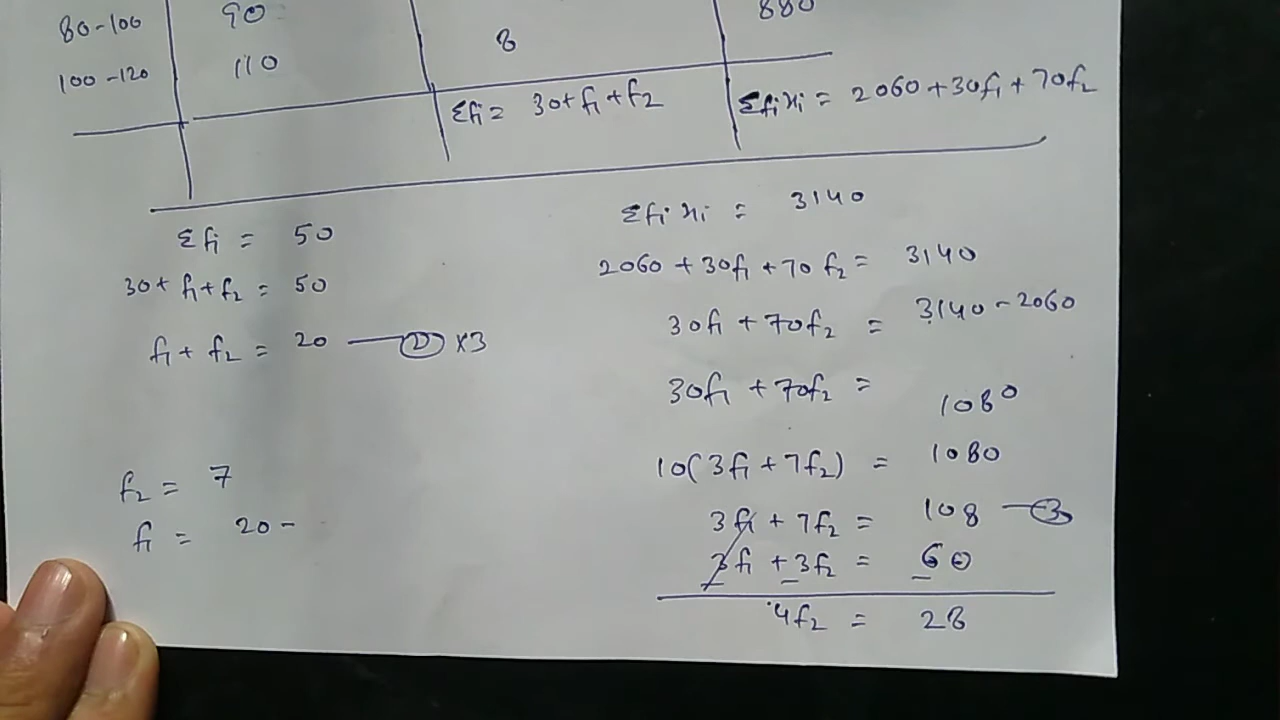 80-100 90 880
100-120 110 8
Σfi = 30+f1+f2 Σfixi = 2060+30f1+70f2
Σfi = 50
30+f1+f2 = 50
f1+f2 = 20 — ② ×3
f2 = 7
f1 = 20-
Σfixi = 3140
2060+30f1+70f2 = 3140
30f1+70f2 = 3140-2060
30f1+70f2 = 1080
10(3f1+7f2) = 1080
3f1+7f2 = 108 — ③
3f1+3f2 = 60
4f2 = 28